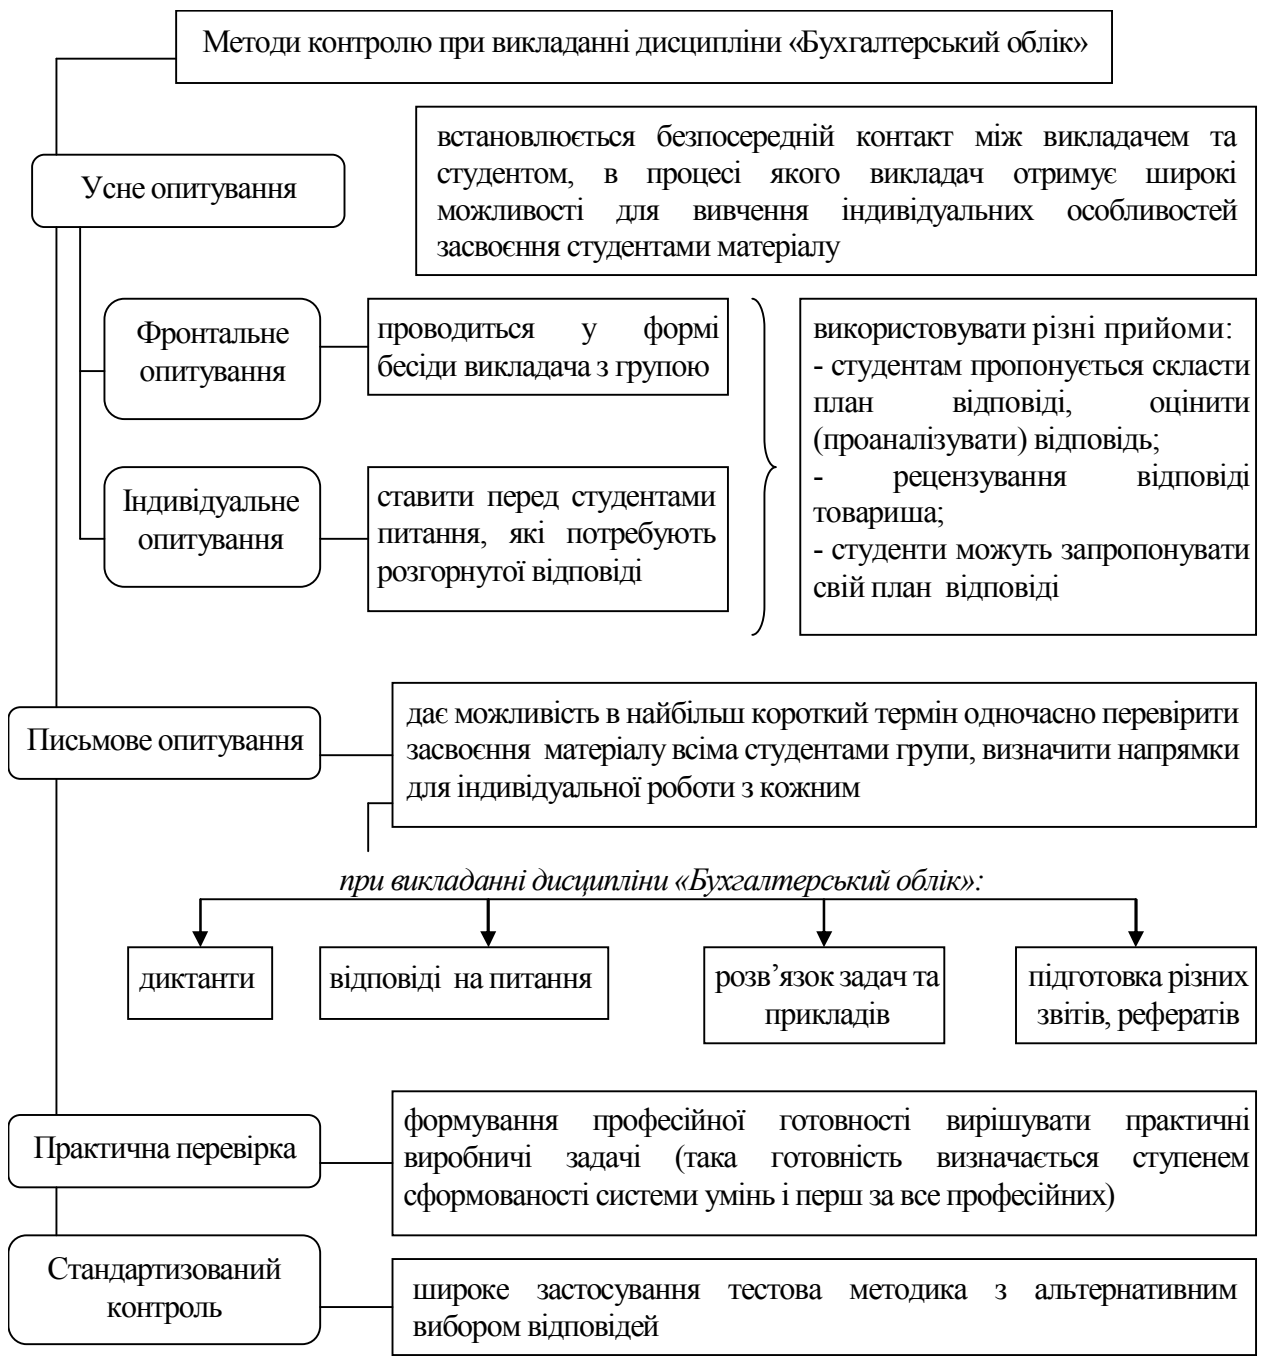 Методи контролю при викладанні дисципліни «Бухгалтерський облік»
встановлюється безпосередній контакт між викладачем та
студентом, в процесі якого викладач отримує широкі
можливості для вивчення індивідуальних особливостей
засвоєння студентами матеріалу
Усне опитування
Фронтальне
опитування
проводиться у формі
бесіди викладача з групою
використовувати різні прийоми:
- студентам пропонується скласти
план відповіді, оцінити
(проаналізувати) відповідь;
- рецензування відповіді
товариша;
- студенти можуть запропонувати
свій план відповіді
Індивідуальне
опитування
ставити перед студентами
питання, які потребують
розгорнутої відповіді
Письмове опитування
дає можливість в найбільш короткий термін одночасно перевірити
засвоєння матеріалу всіма студентами групи, визначити напрямки
для індивідуальної роботи з кожним
при викладанні дисципліни «Бухгалтерський облік»:
диктанти
відповіді на питання
розв’язок задач та
прикладів
підготовка різних
звітів, рефератів
Практична перевірка
формування професійної готовності вирішувати практичні
виробничі задачі (така готовність визначається ступенем
сформованості системи умінь і перш за все професійних)
Стандартизований
контроль
широке застосування тестова методика з альтернативним
вибором відповідей